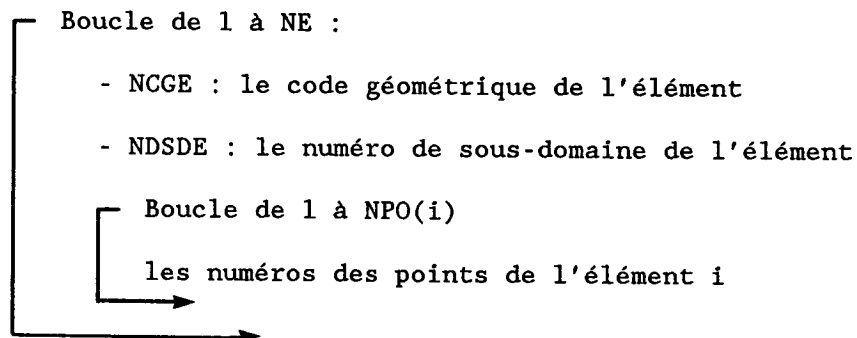 Boucle de 1 à NE :
- NCGE : le code géométrique de l'élément
- NDSDE : le numéro de sous-domaine de l'élément
Boucle de 1 à NPO(i)
les numéros des points de l'élément i